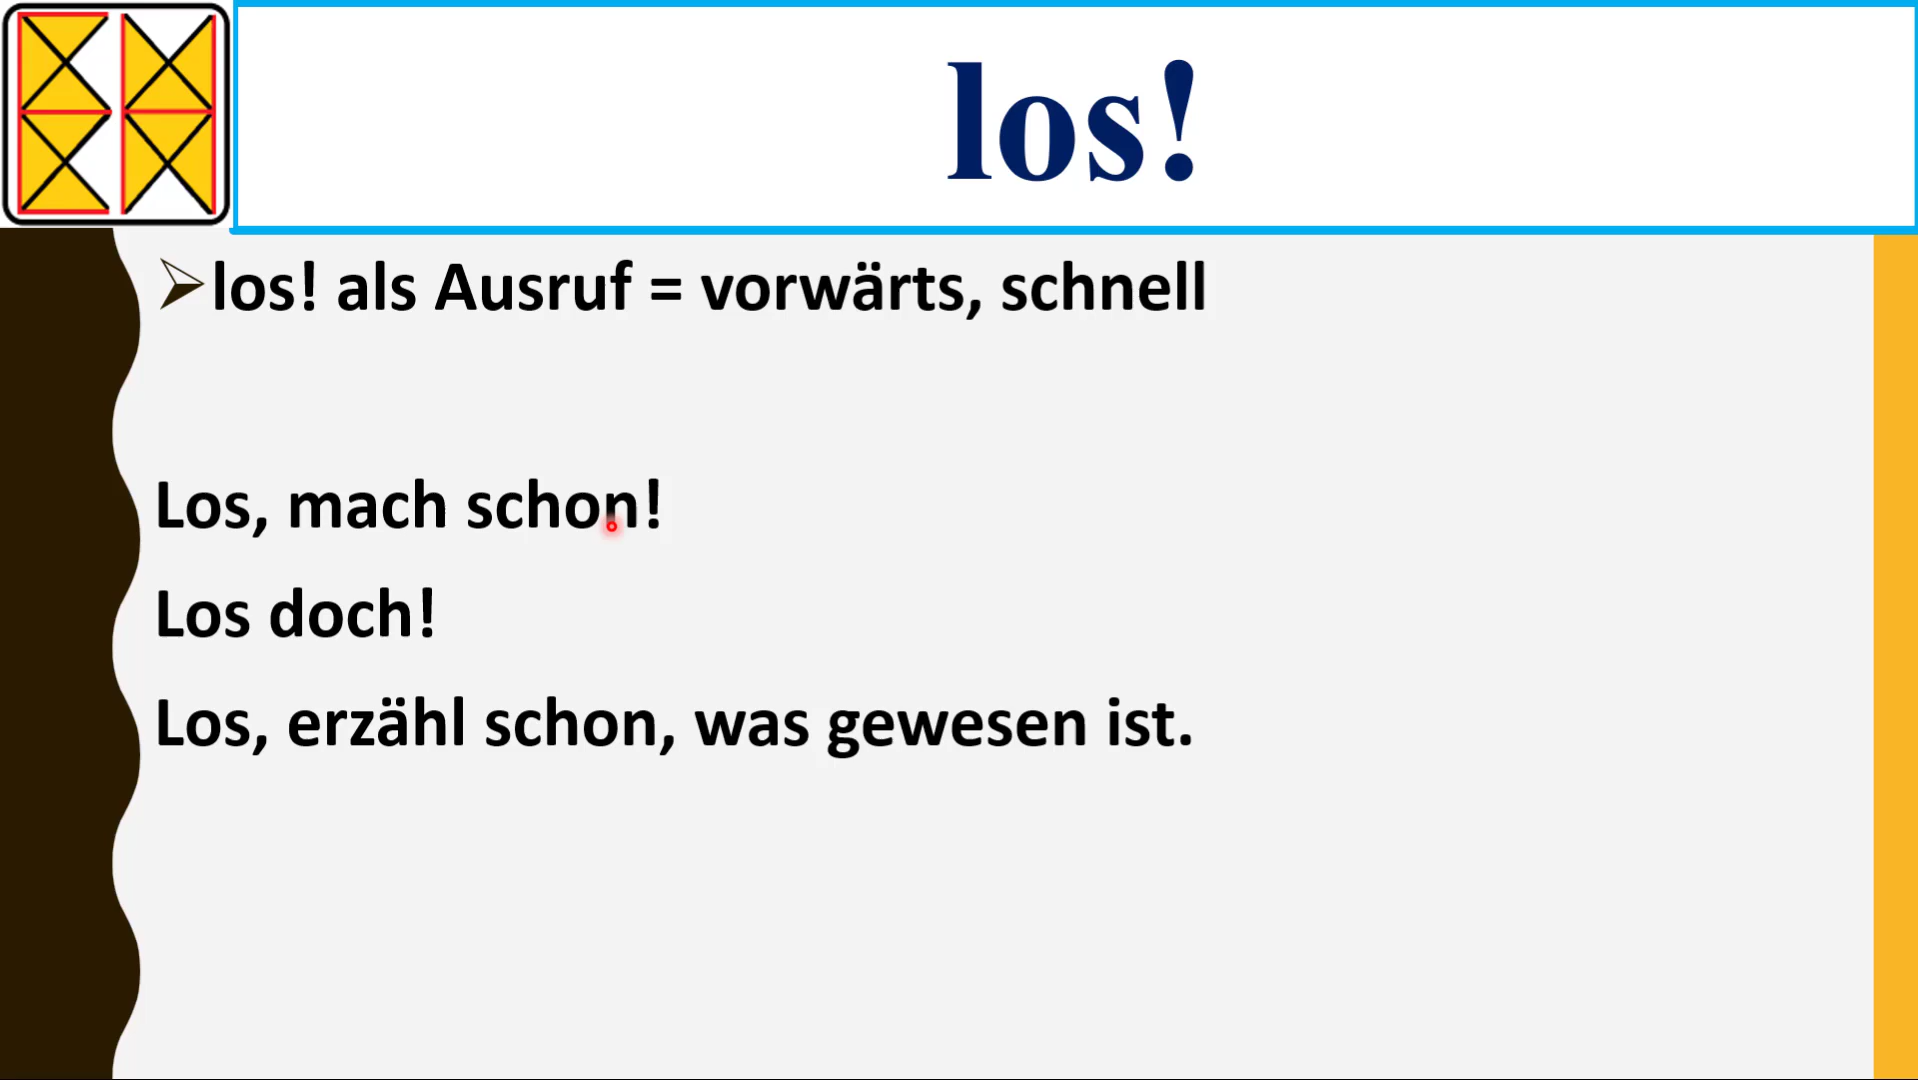 los!
los! als Ausruf = vorwärts, schnell
Los, mach schon!
Los doch!
Los, erzähl schon, was gewesen ist.